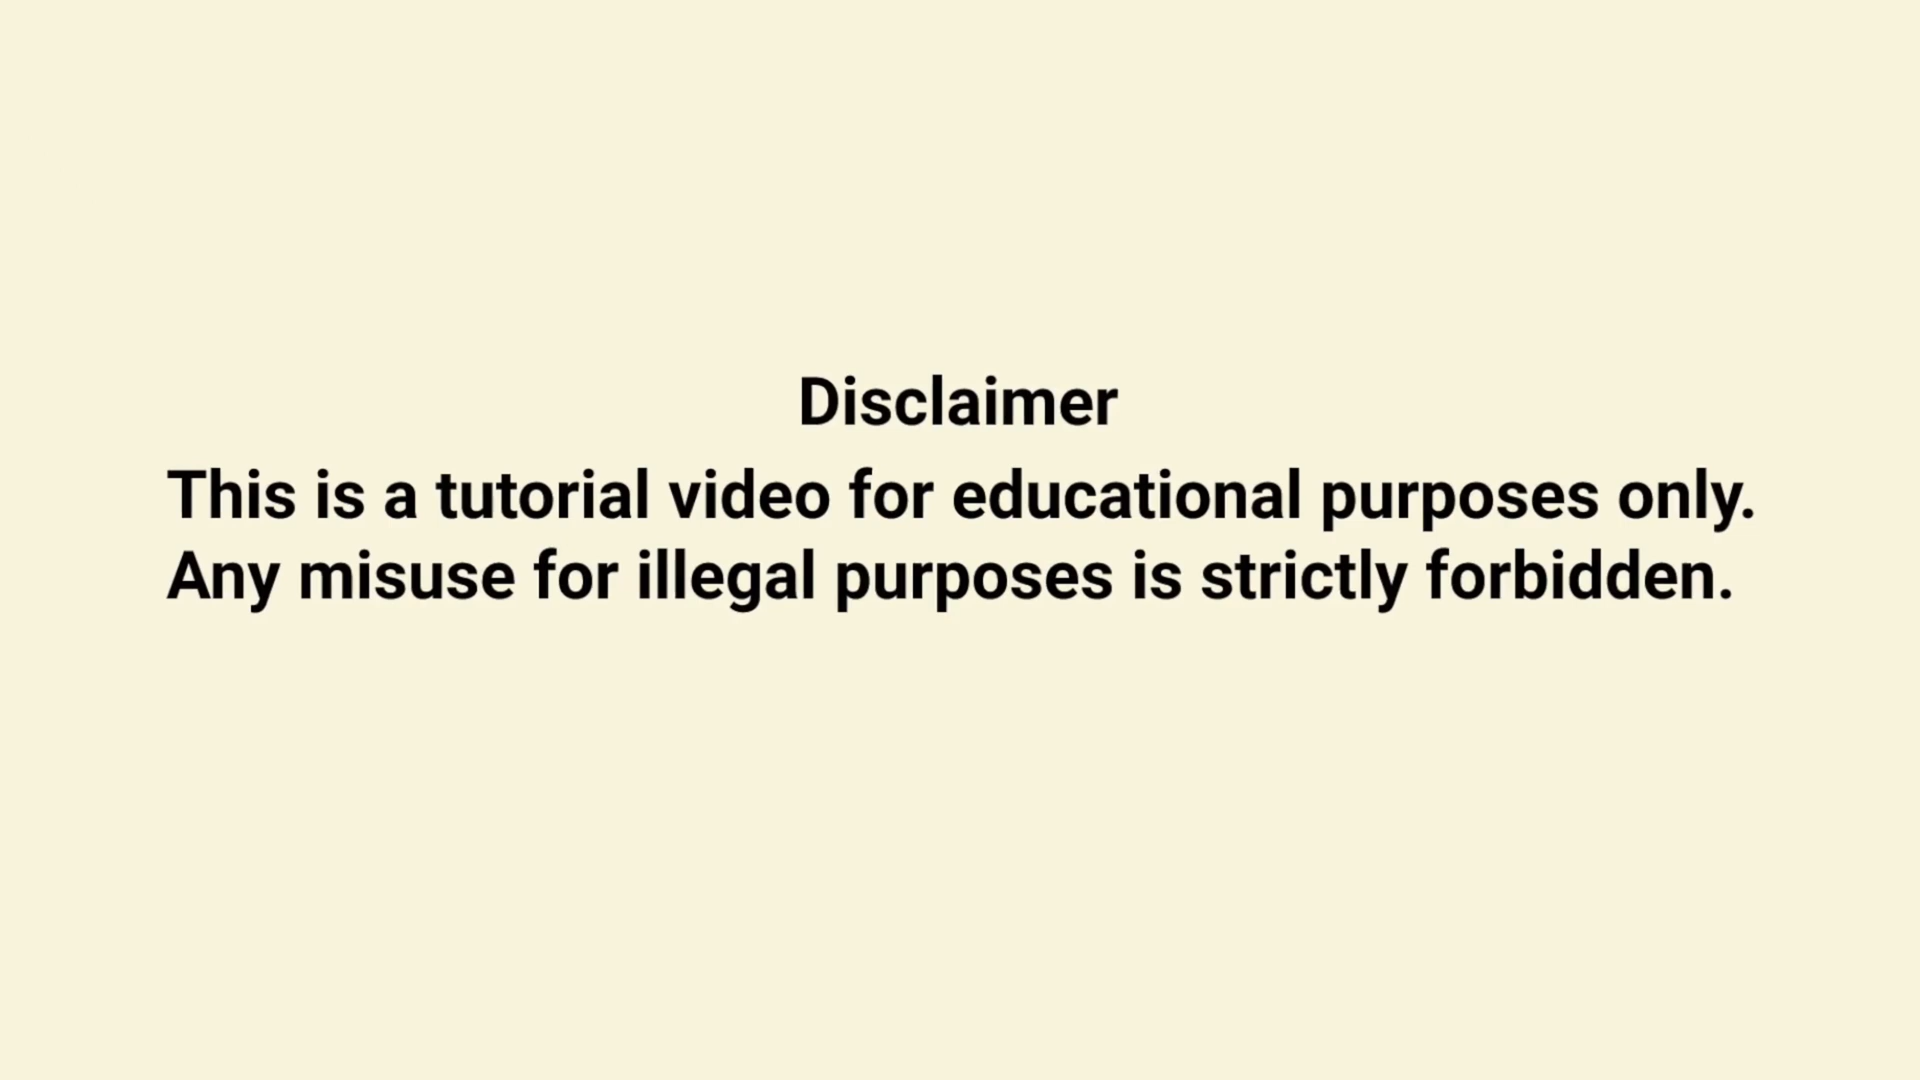 Disclaimer
This is a tutorial video for educational purposes only.
Any misuse for illegal purposes is strictly forbidden.